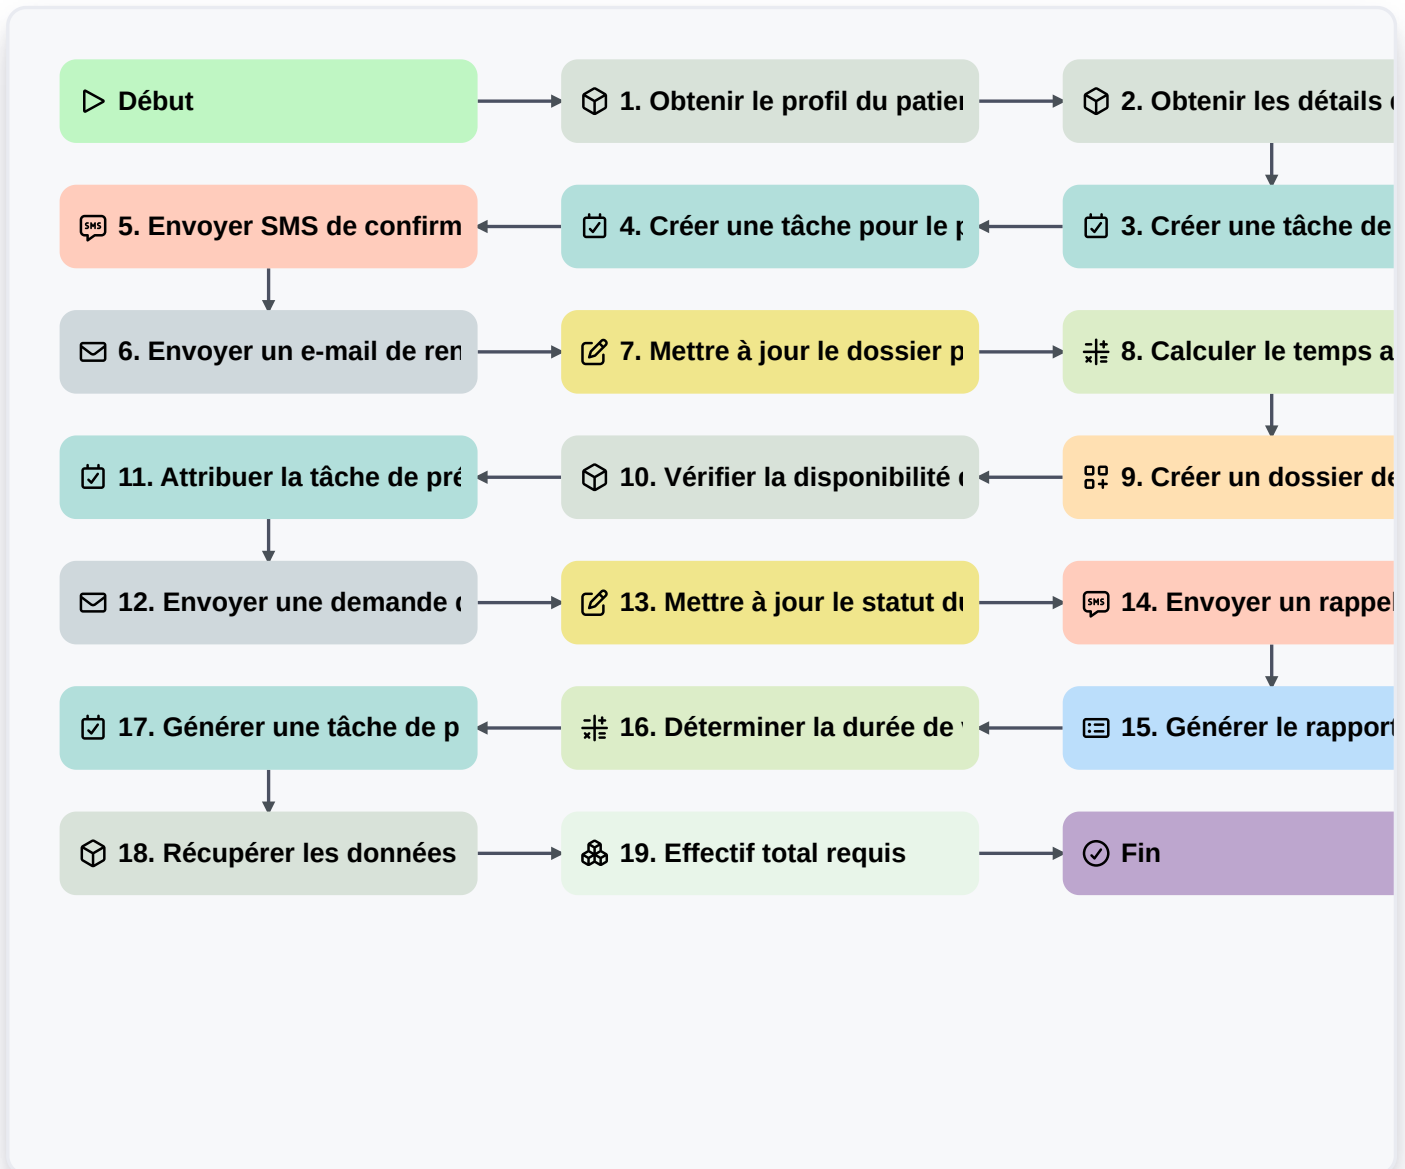 Début
1. Obtenir le profil du patien
2. Obtenir les détails
3. Créer une tâche de
4. Créer une tâche pour le p
5. Envoyer SMS de confirm
6. Envoyer un e-mail de ren
7. Mettre à jour le dossier p
8. Calculer le temps a
9. Créer un dossier de
10. Vérifier la disponibilité
11. Attribuer la tâche de pré
12. Envoyer une demande
13. Mettre à jour le statut du
14. Envoyer un rappel
15. Générer le rapport
16. Déterminer la durée de
17. Générer une tâche de p
18. Récupérer les données
19. Effectif total requis
Fin